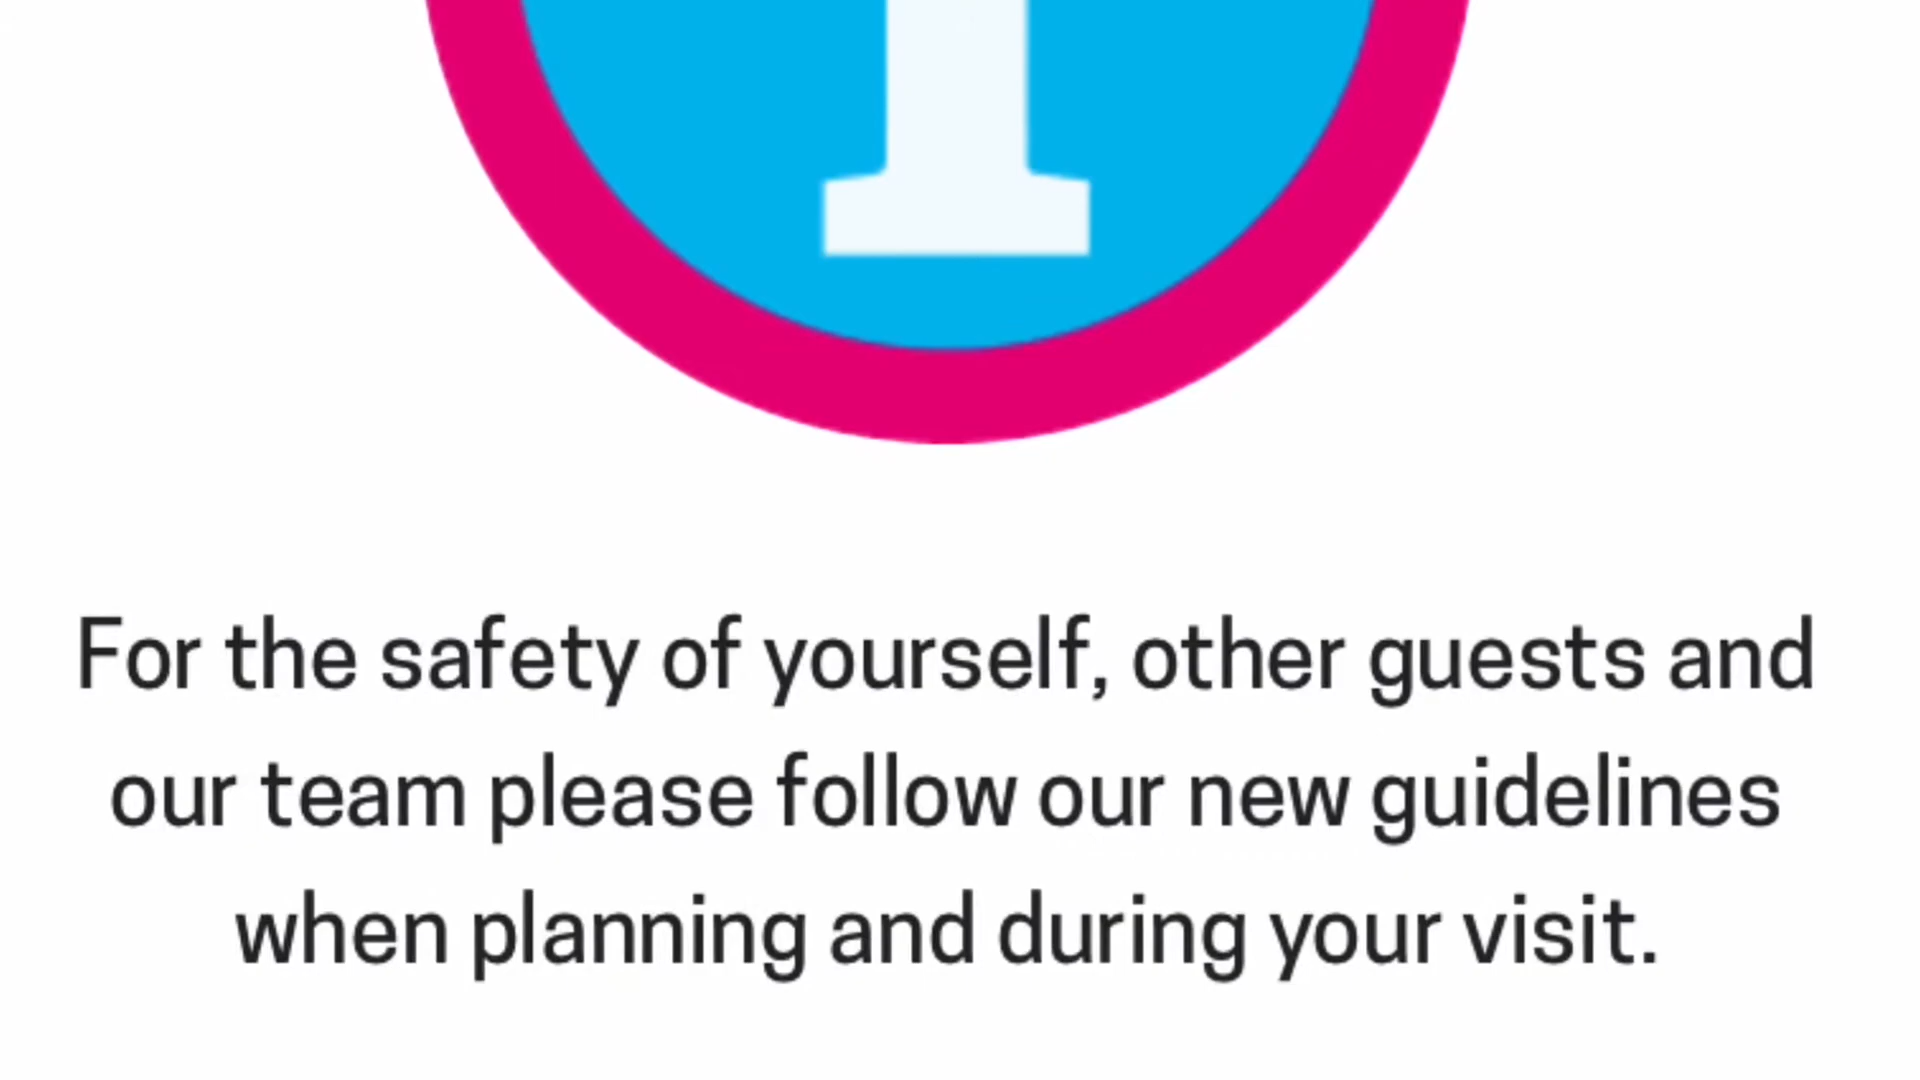 For the safety of yourself, other guests and
our team please follow our new guidelines
when planning and during your visit.